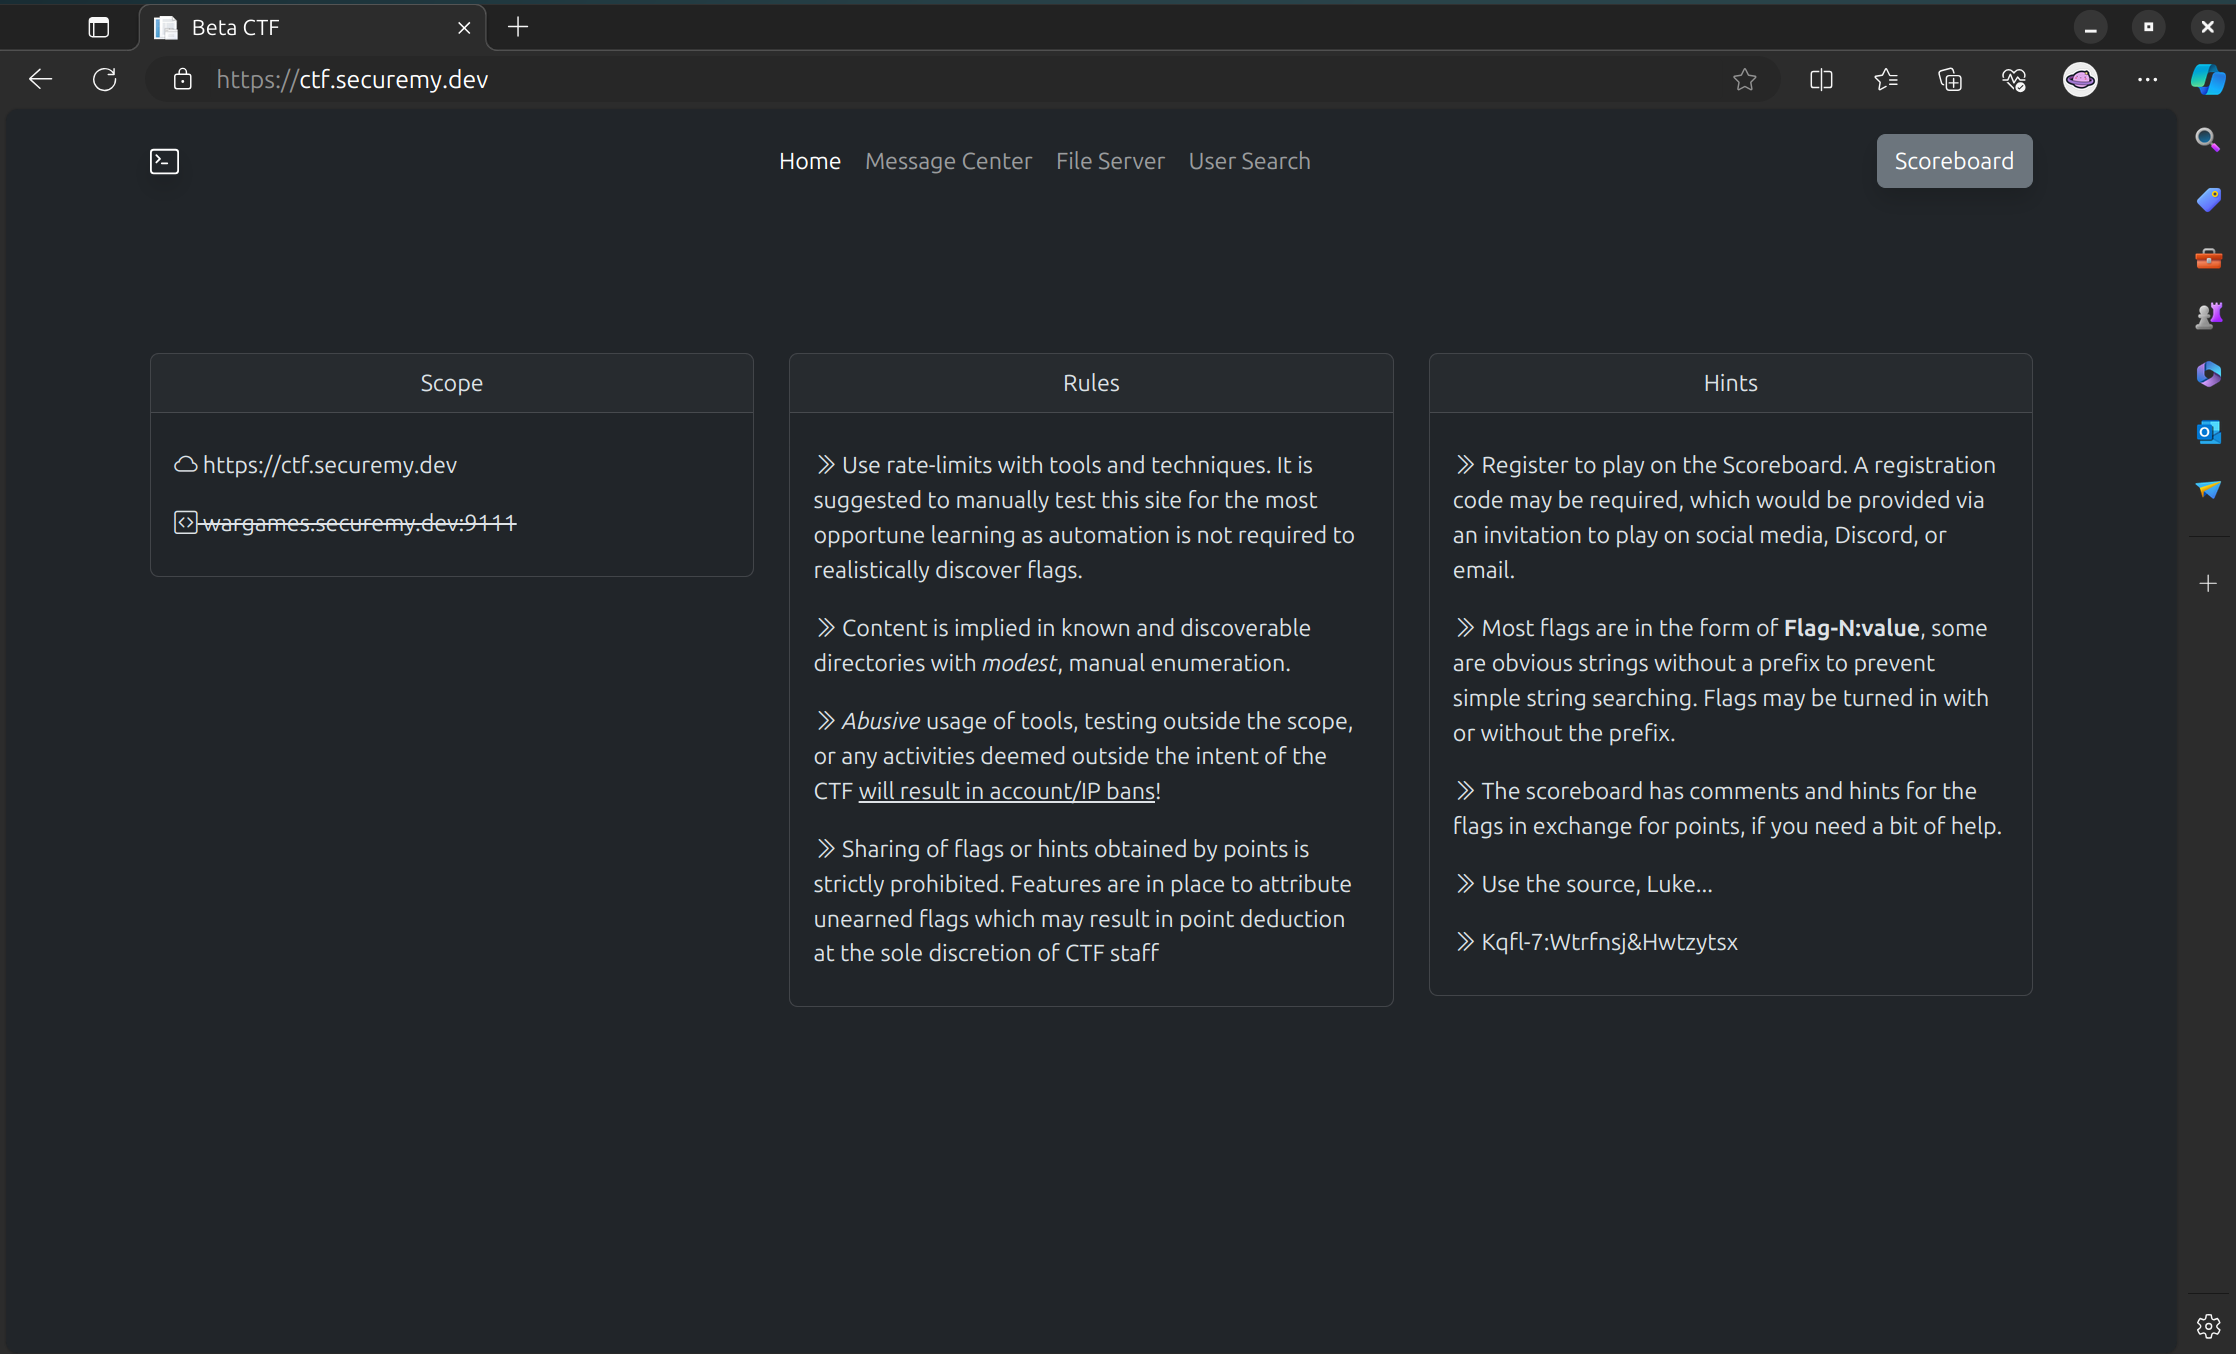 Beta CTF
https://ctf.securemy.dev
Home Message Center File Server User Search
Scoreboard
Scope
https://ctf.securemy.dev
wargames.securemy.dev:9111
Rules
Use rate-limits with tools and techniques. It is
suggested to manually test this site for the most
opportune learning as automation is not required to
realistically discover flags.
Content is implied in known and discoverable
directories with modest, manual enumeration.
Abusive usage of tools, testing outside the scope,
or any activities deemed outside the intent of the
CTF will result in account/IP bans!
Sharing of flags or hints obtained by points is
strictly prohibited. Features are in place to attribute
unearned flags which may result in point deduction
at the sole discretion of CTF staff
Hints
Register to play on the Scoreboard. A registration
code may be required, which would be provided via
an invitation to play on social media, Discord, or
email.
Most flags are in the form of Flag-N:value, some
are obvious strings without a prefix to prevent
simple string searching. Flags may be turned in with
or without the prefix.
The scoreboard has comments and hints for the
flags in exchange for points, if you need a bit of help.
Use the source, Luke...
Kqfl-7:Wtrfnsj&Hwtzytsx